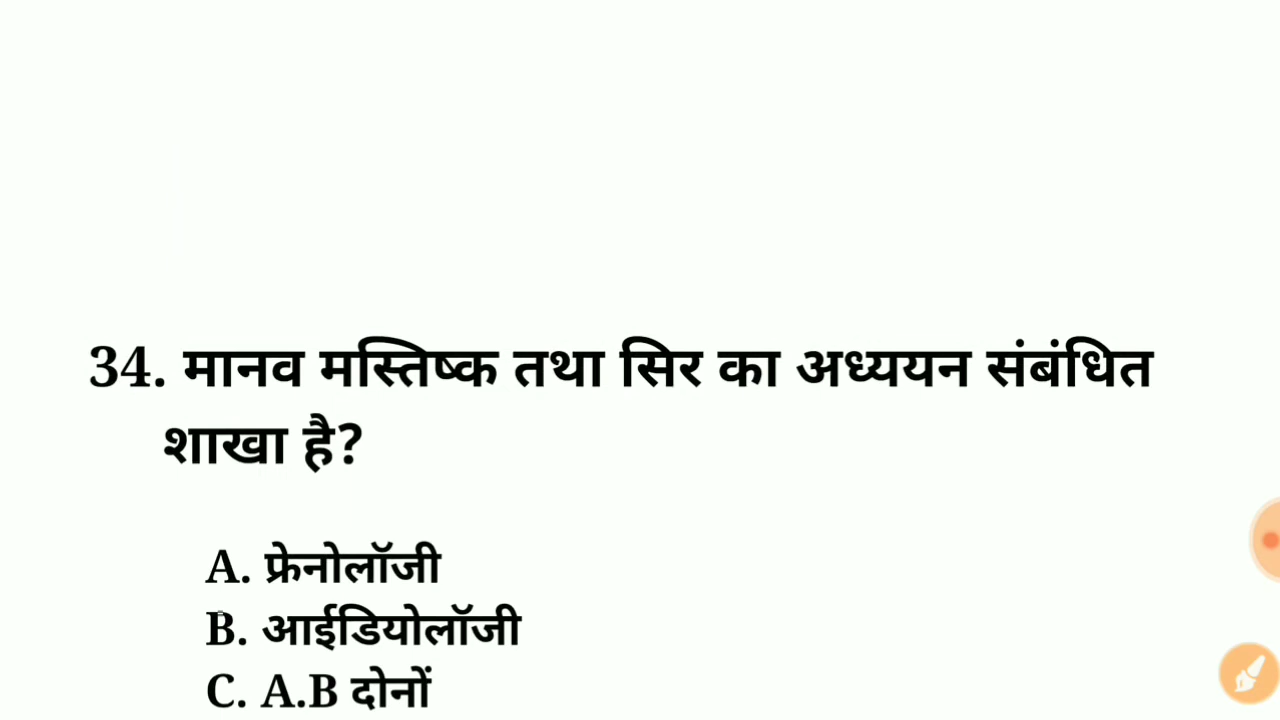 34. मानव मस्तिष्क तथा सिर का अध्ययन संबंधित
शाखा है?
A. फ्रेनोलॉजी
B. आईडियोलॉजी
C. A.B दोनों